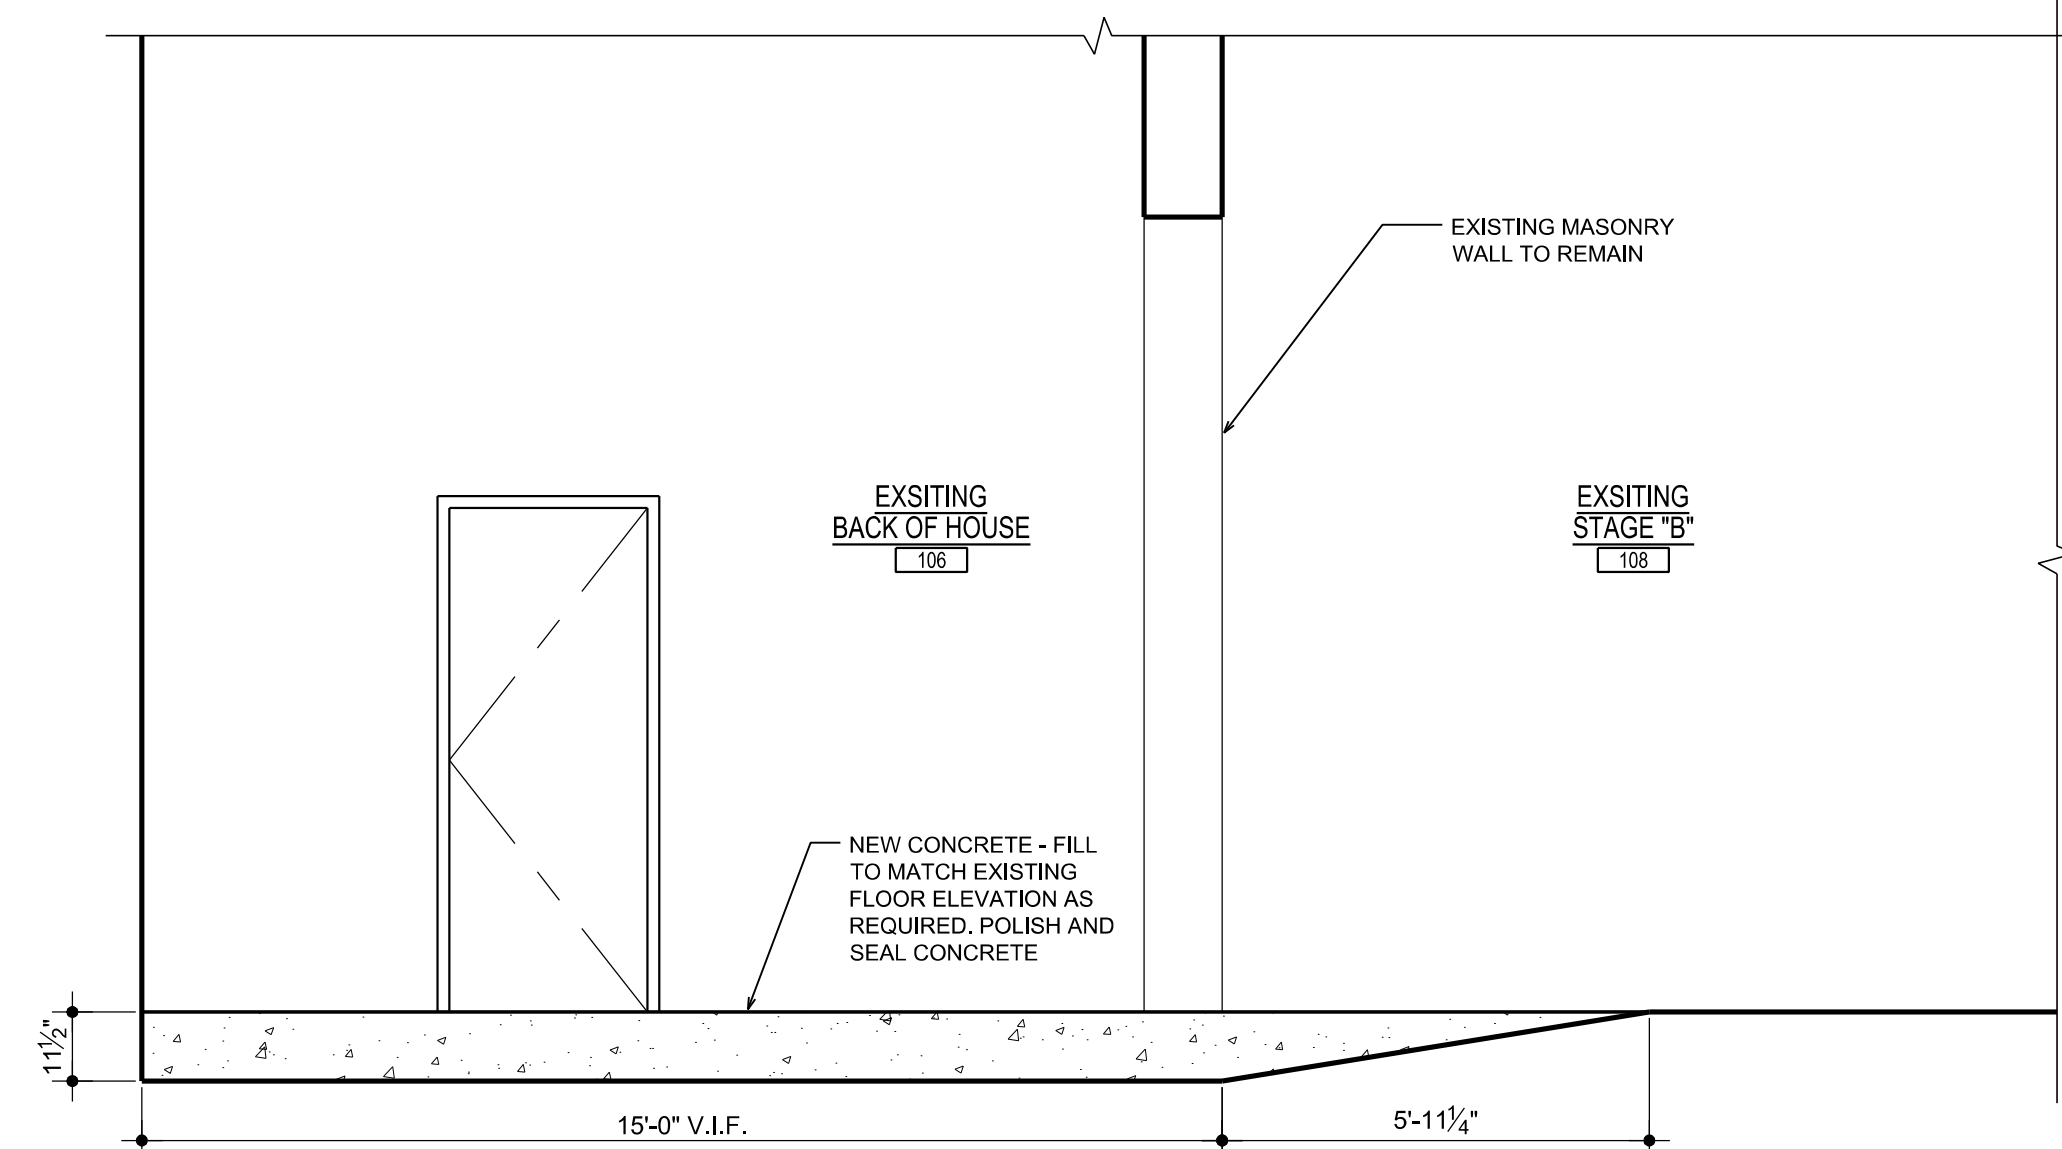 EXISTING MASONRY
WALL TO REMAIN
EXSITING
BACK OF HOUSE
106
EXSITING
STAGE "B"
108
NEW CONCRETE - FILL
TO MATCH EXISTING
FLOOR ELEVATION AS
REQUIRED. POLISH AND
SEAL CONCRETE
11½"
15'-0" V.I.F.
5'-11¼"